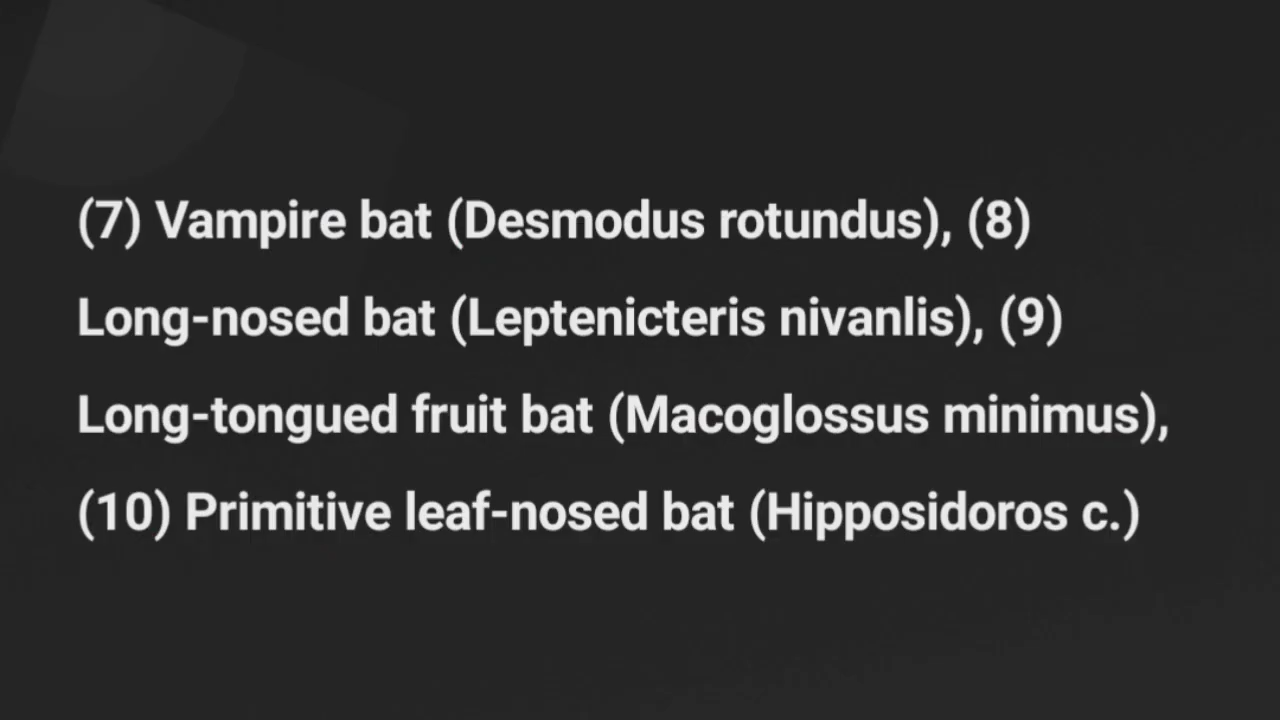 (7) Vampire bat (Desmodus rotundus), (8)
Long-nosed bat (Leptenicteris nivanlis), (9)
Long-tongued fruit bat (Macoglossus minimus),
(10) Primitive leaf-nosed bat (Hipposidoros c.)